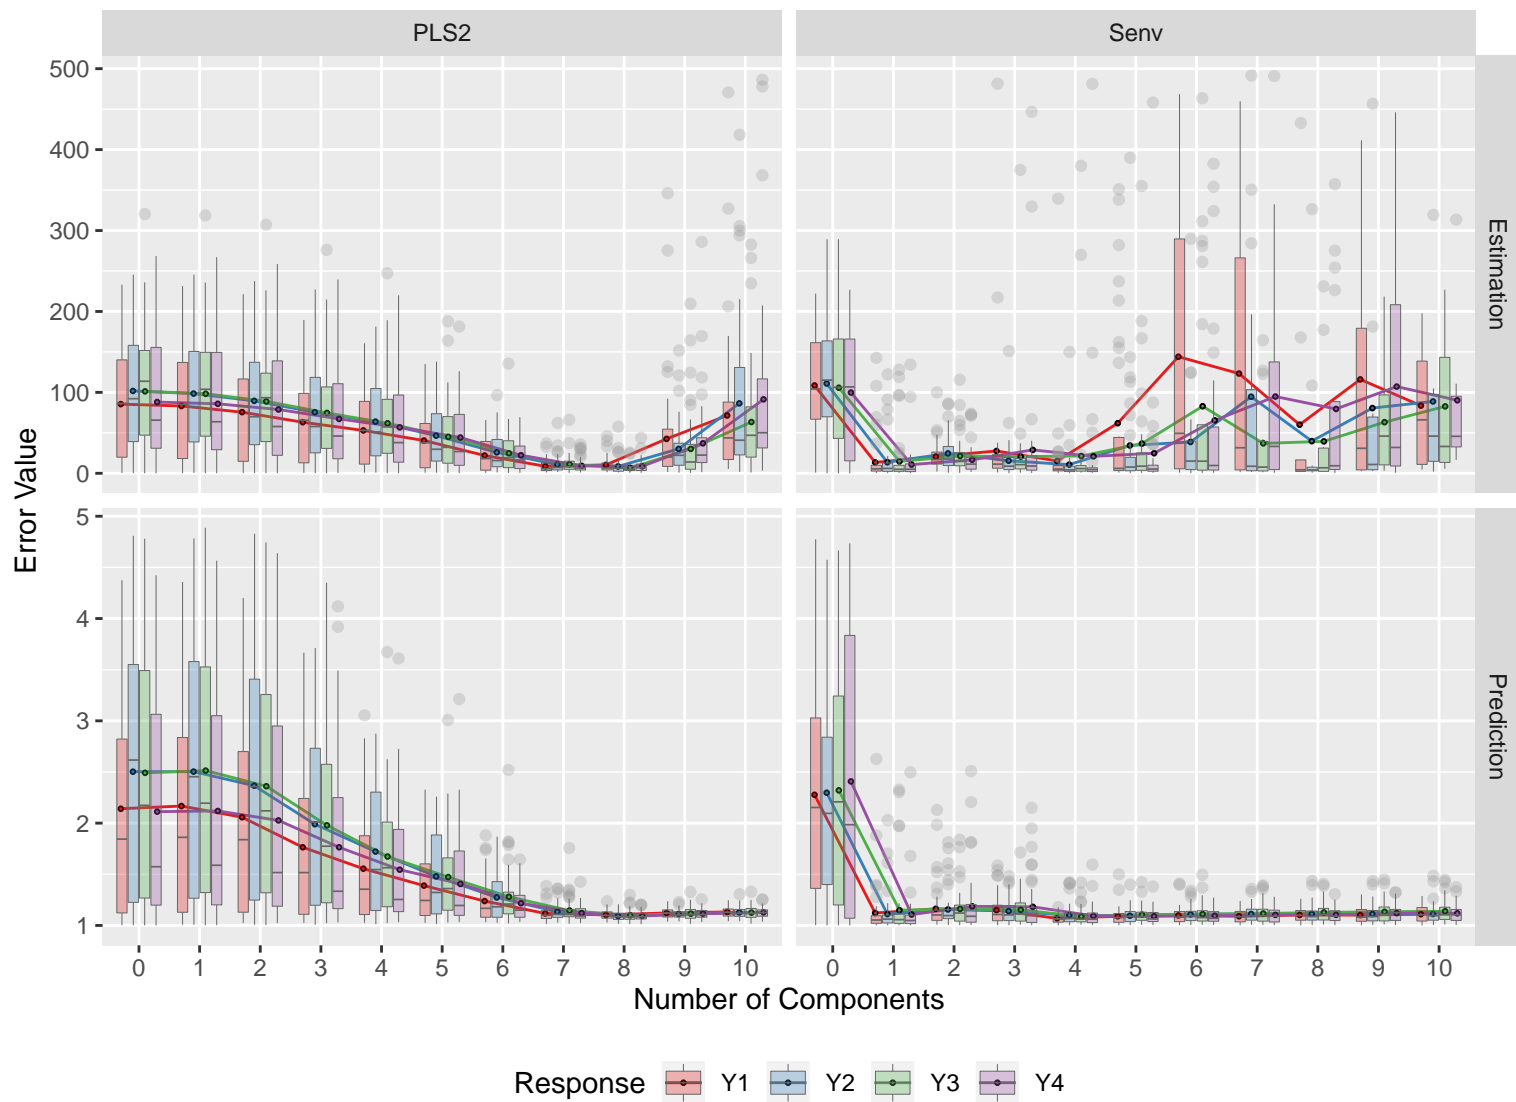 PLS2 Senv
500
400
300
200
100
0
Estimation
5
4
3
2
1
Prediction
Error Value
0 1 2 3 4 5 6 7 8 9 10 0 1 2 3 4 5 6 7 8 9 10
Number of Components
Response Y1 Y2 Y3 Y4